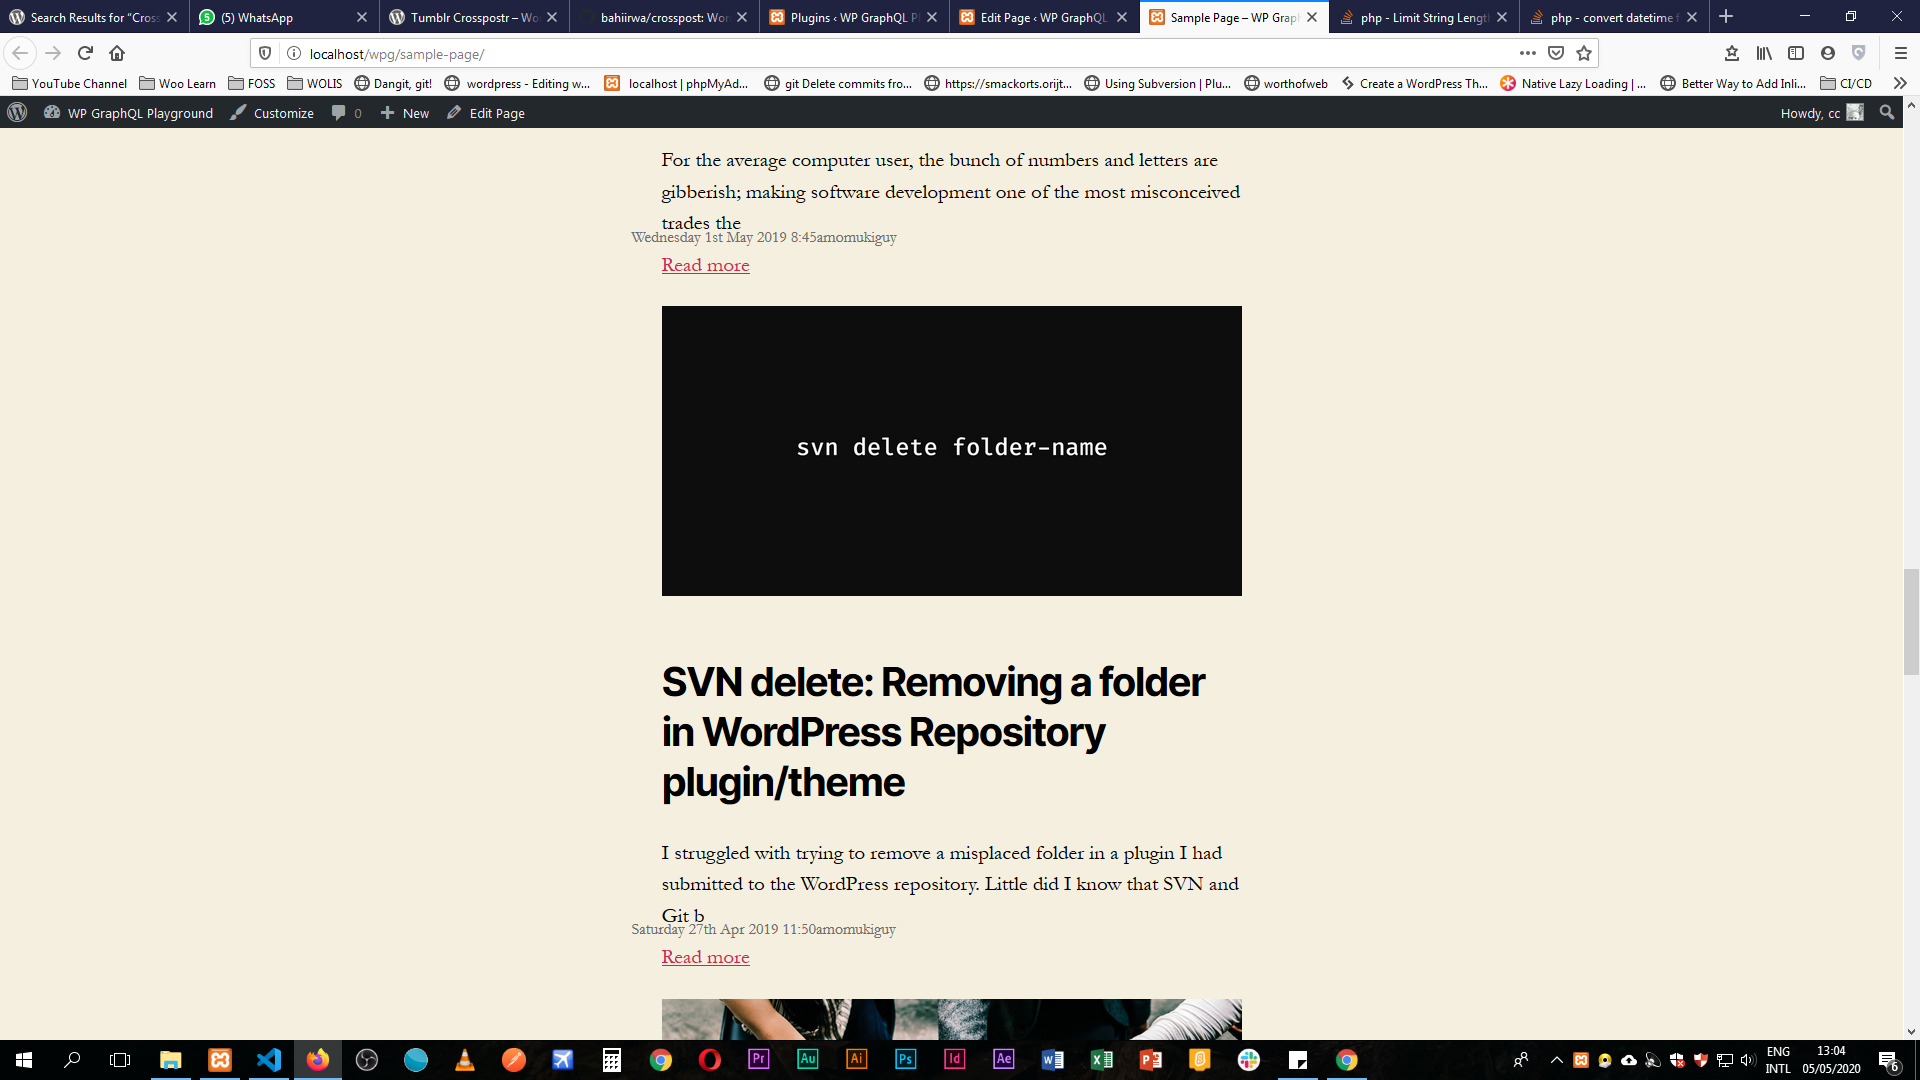 Search Results for "Cross
(5) WhatsApp
Tumblr Crosspostr – Wo
bahiirwa/crosspost: Wor
Plugins ‹ WP GraphQL P
Edit Page ‹ WP GraphQL
Sample Page – WP Grap
php - Limit String Lengt
php - convert datetime f
localhost/wpg/sample-page/
YouTube Channel
Woo Learn
FOSS
WOLIS
Dangit, git!
wordpress - Editing w...
localhost | phpMyAd...
git Delete commits fro...
https://smackorts.orijt...
Using Subversion | Plu...
worthofweb
Create a WordPress Th...
Native Lazy Loading | ...
Better Way to Add Inli...
CI/CD
WP GraphQL Playground
Customize
0
New
Edit Page
Howdy, cc
For the average computer user, the bunch of numbers and letters are
gibberish; making software development one of the most misconceived
trades the
Wednesday 1st May 2019 8:45amomukiguy
Read more
svn delete folder-name
SVN delete: Removing a folder
in WordPress Repository
plugin/theme
I struggled with trying to remove a misplaced folder in a plugin I had
submitted to the WordPress repository. Little did I know that SVN and
Git b
Saturday 27th Apr 2019 11:50amomukiguy
Read more
Pr
Au
Ai
Ps
Id
Ae
ENG
INTL
13:04
05/05/2020
6